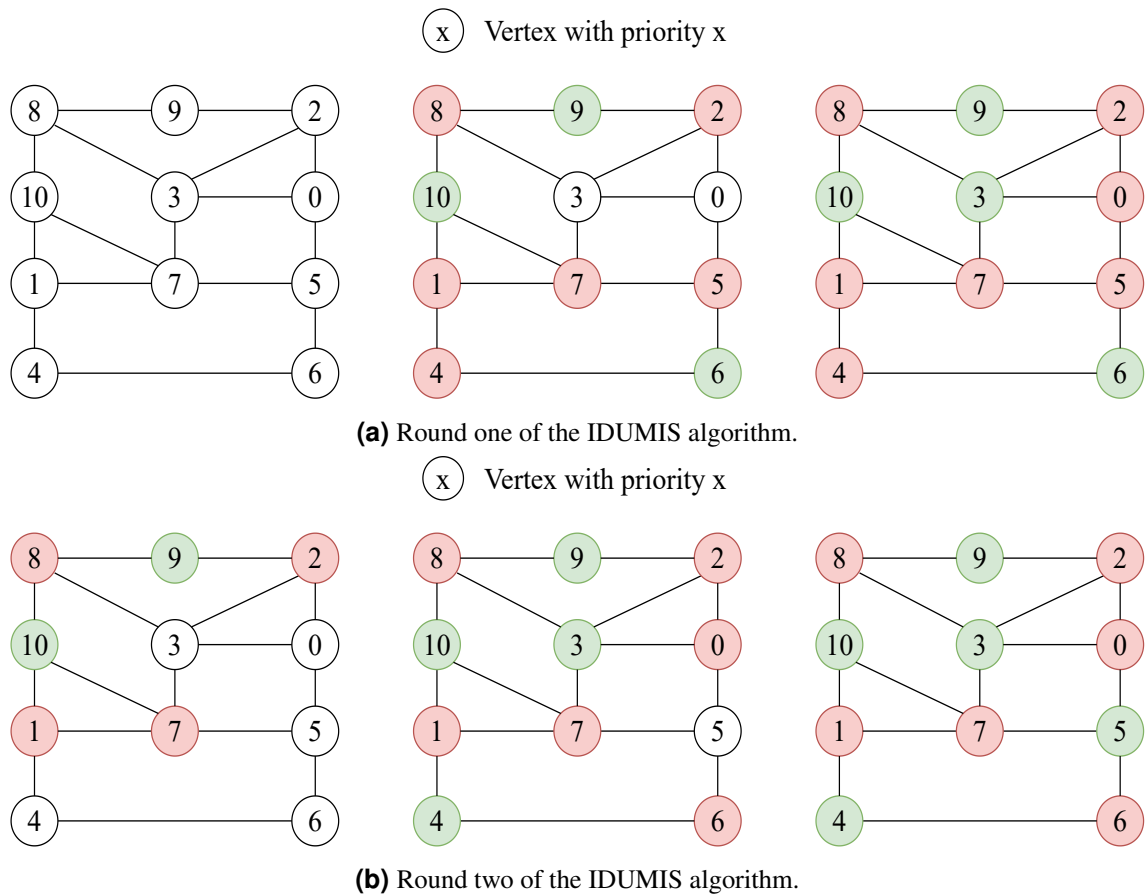 x Vertex with priority x
8 9 2 8 9 2 8 9 2
10 3 0 10 3 0 10 3 0
1 7 5 1 7 5 1 7 5
4 6 4 6 4 6
(a) Round one of the IDUMIS algorithm.
x Vertex with priority x
8 9 2 8 9 2 8 9 2
10 3 0 10 3 0 10 3 0
1 7 5 1 7 5 1 7 5
4 6 4 6 4 6
(b) Round two of the IDUMIS algorithm.